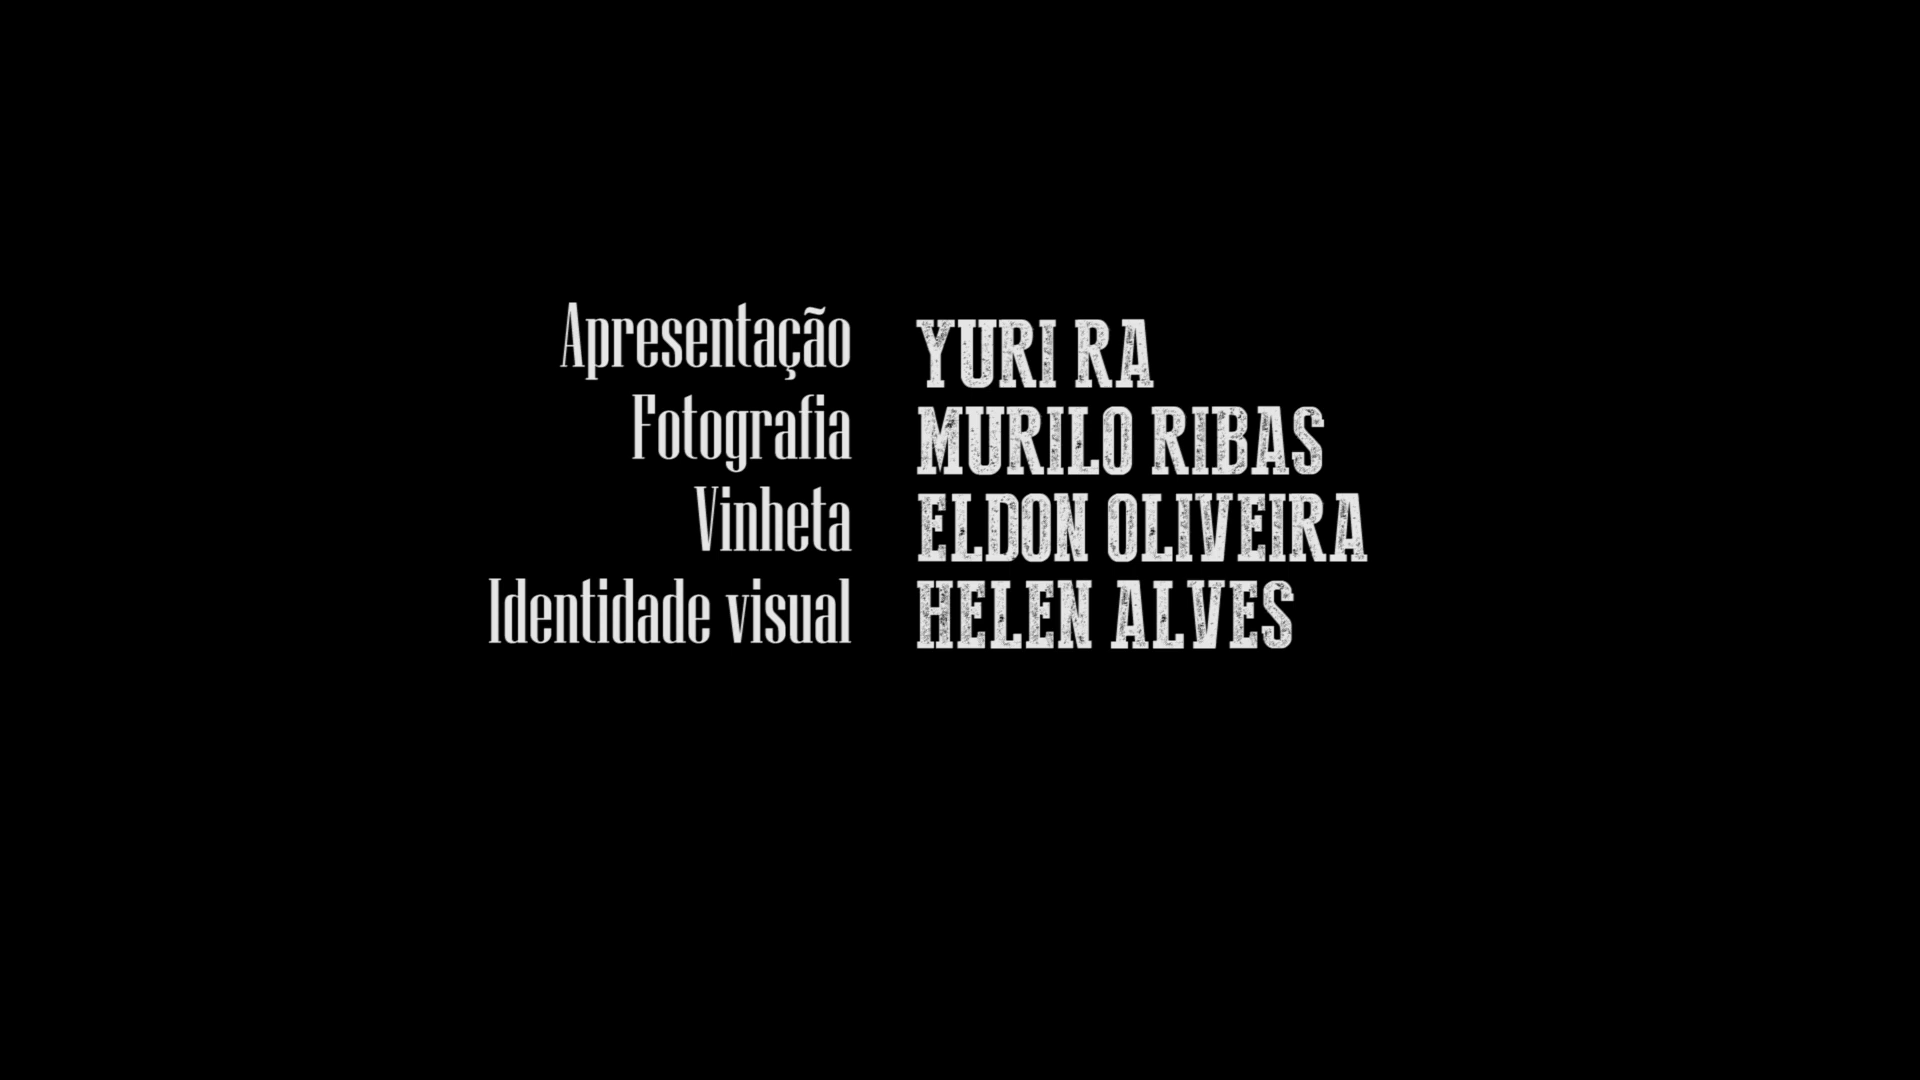 Apresentação YURI RA
Fotografia MURILO RIBAS
Vinheta ELDON OLIVEIRA
Identidade visual HELEN ALVES